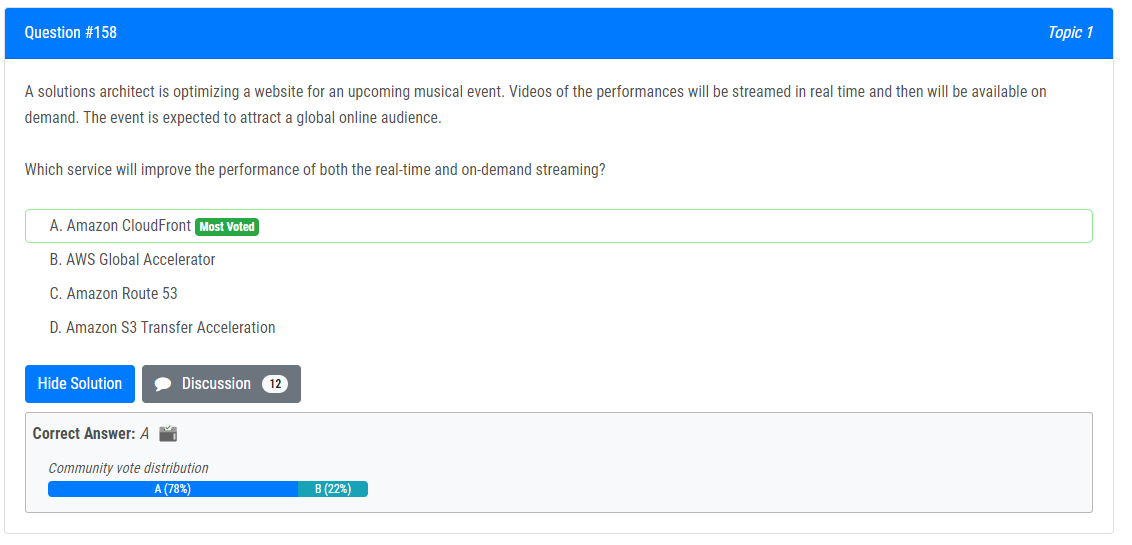 Question #158
Topic 1
A solutions architect is optimizing a website for an upcoming musical event. Videos of the performances will be streamed in real time and then will be available on
demand. The event is expected to attract a global online audience.
Which service will improve the performance of both the real-time and on-demand streaming?
A. Amazon CloudFront Most Voted
B. AWS Global Accelerator
C. Amazon Route 53
D. Amazon S3 Transfer Acceleration
Hide Solution
Discussion 12
Correct Answer: A
Community vote distribution
A (78%)
B (22%)